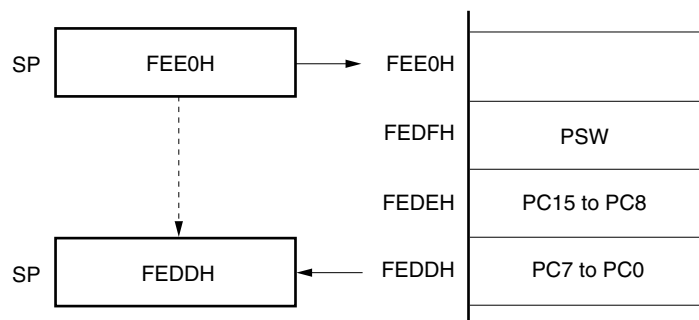 SP FEE0H FEE0H
FEDFH PSW
FEDEH PC15 to PC8
SP FEDDH FEDDH PC7 to PC0